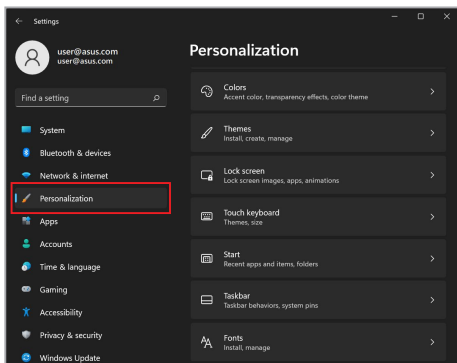 Settings
user@asus.com
user@asus.com
Find a setting
System
Bluetooth & devices
Network & internet
Personalization
Apps
Accounts
Time & language
Gaming
Accessibility
Privacy & security
Windows Update
Personalization
Colors
Accent color, transparency effects, color theme
Themes
Install, create, manage
Lock screen
Lock screen images, apps, animations
Touch keyboard
Themes, size
Start
Recent apps and items, folders
Taskbar
Taskbar behaviors, system pins
Fonts
Install, manage